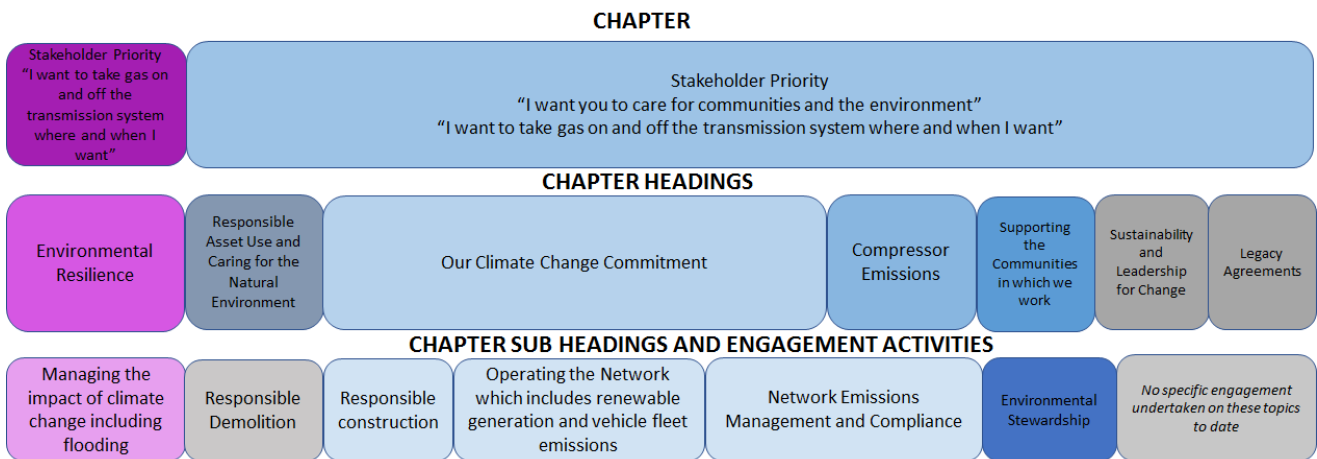 CHAPTER
Stakeholder Priority
“I want to take gas on
and off the
transmission system
where and when I
want”
Stakeholder Priority
“I want you to care for communities and the environment”
“I want to take gas on and off the transmission system where and when I want”
CHAPTER HEADINGS
Environmental
Resilience
Responsible
Asset Use and
Caring for the
Natural
Environment
Our Climate Change Commitment
Compressor
Emissions
Supporting
the
Communities
in which we
work
Sustainability
and
Leadership
for Change
Legacy
Agreements
CHAPTER SUB HEADINGS AND ENGAGEMENT ACTIVITIES
Managing the
impact of climate
change including
flooding
Responsible
Demolition
Responsible
construction
Operating the Network
which includes renewable
generation and vehicle fleet
emissions
Network Emissions
Management and Compliance
Environmental
Stewardship
No specific engagement
undertaken on these topics
to date